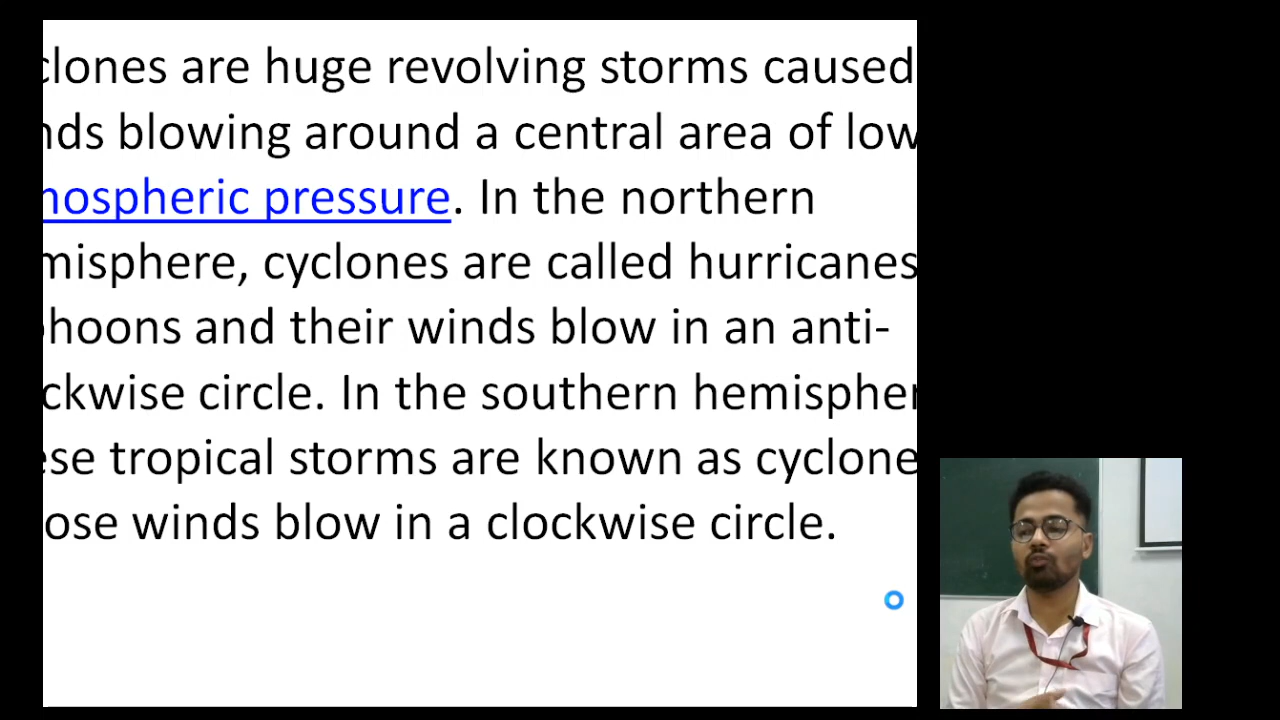 clones are huge revolving storms caused
nds blowing around a central area of low
nospheric pressure. In the northern
misphere, cyclones are called hurricanes
phoons and their winds blow in an anti-
ckwise circle. In the southern hemispher
ese tropical storms are known as cyclone
ose winds blow in a clockwise circle.